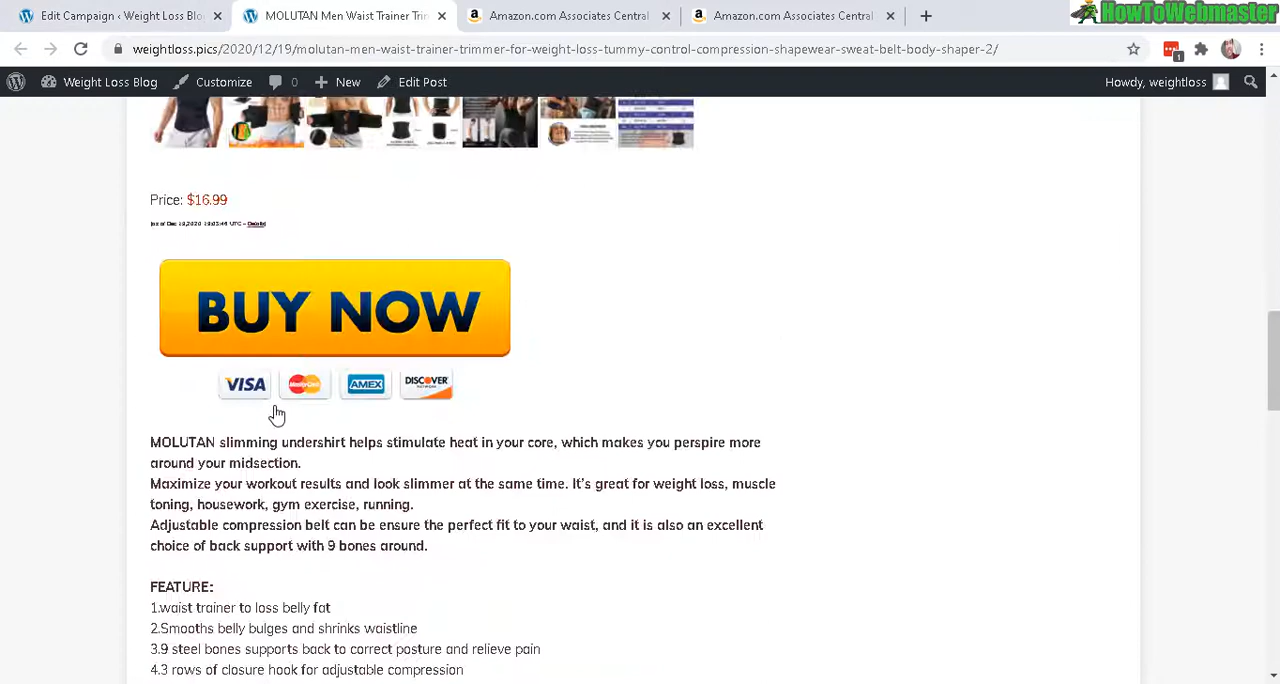 Edit Campaign ‹ Weight Loss Blo
MOLUTAN Men Waist Trainer Trim
Amazon.com Associates Central
Amazon.com Associates Central
HowToWebmaster
weightloss.pics/2020/12/19/molutan-men-waist-trainer-trimmer-for-weight-loss-tummy-control-compression-shapewear-sweat-belt-body-shaper-2/
1
Weight Loss Blog
Customize
0
New
Edit Post
Howdy, weightloss
Price: $16.99
BUY NOW
VISA
MasterCard
AMEX
DISCOVER
MOLUTAN slimming undershirt helps stimulate heat in your core, which makes you perspire more
around your midsection.
Maximize your workout results and look slimmer at the same time. It's great for weight loss, muscle
toning, housework, gym exercise, running.
Adjustable compression belt can be ensure the perfect fit to your waist, and it is also an excellent
choice of back support with 9 bones around.
FEATURE:
1.waist trainer to loss belly fat
2.Smooths belly bulges and shrinks waistline
3.9 steel bones supports back to correct posture and relieve pain
4.3 rows of closure hook for adjustable compression